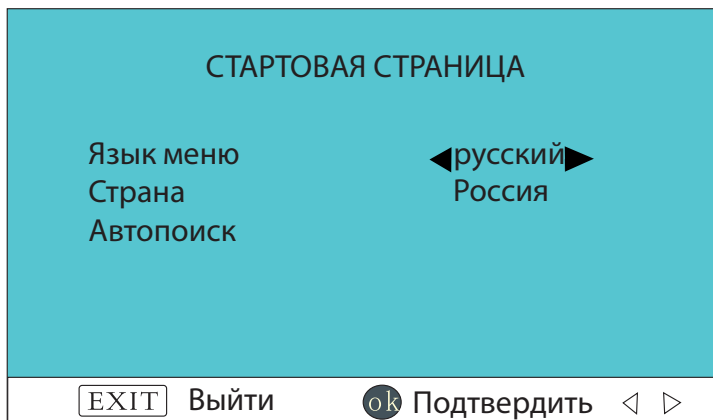 СТАРТОВАЯ СТРАНИЦА
Язык меню русский
Страна Россия
Автопоиск
EXIT Выйти ok Подтвердить